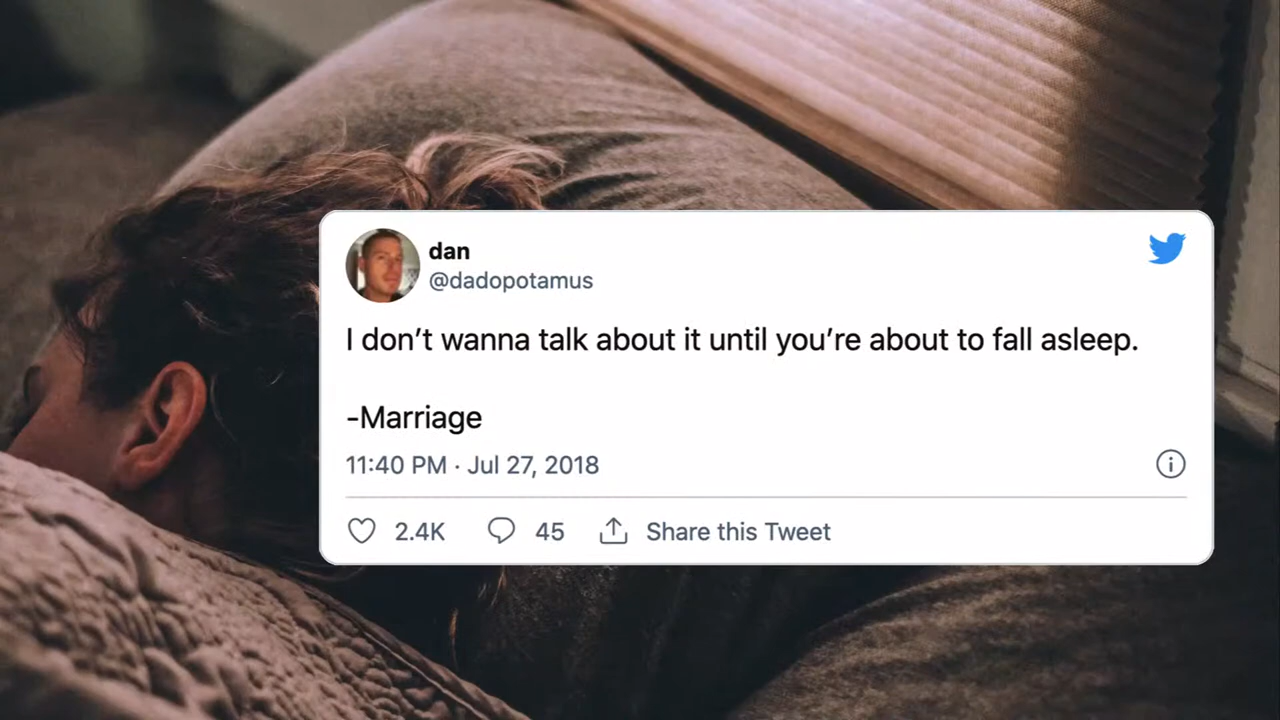 dan
@dadopotamus
I don’t wanna talk about it until you’re about to fall asleep.
-Marriage
11:40 PM · Jul 27, 2018
2.4K 45 Share this Tweet